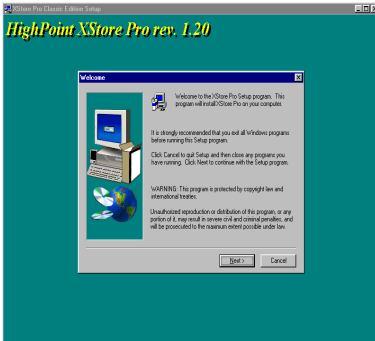 XStore Pro Classic Edition Setup
HighPoint XStore Pro rev. 1.20
Welcome
Welcome to the XStore Pro Setup program. This
program will install XStore Pro on your computer.
It is strongly recommended that you exit all Windows programs
before running this Setup program.
Click Cancel to quit Setup and then close any programs you
have running. Click Next to continue with the Setup program.
WARNING: This program is protected by copyright law and
international treaties.
Unauthorized reproduction or distribution of this program, or any
portion of it, may result in severe civil and criminal penalties, and
will be prosecuted to the maximum extent possible under law.
Next >
Cancel